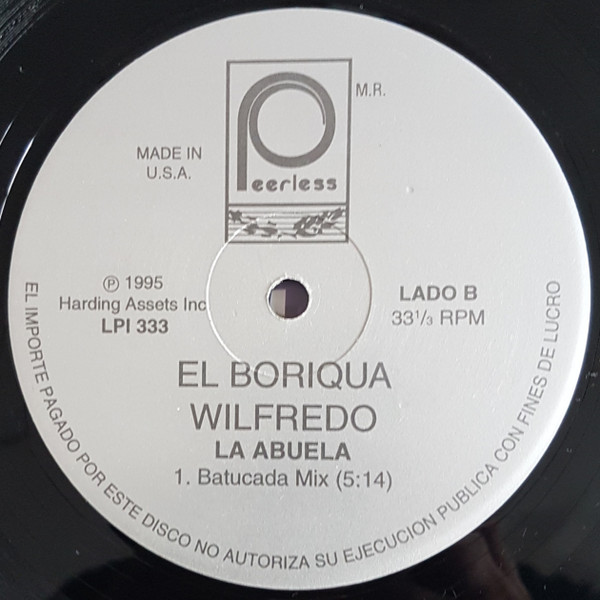 Peerless
M.R.
MADE IN
U.S.A.
℗ 1995
Harding Assets Inc
LPI 333
LADO B
33⅓ RPM
EL BORIQUA
WILFREDO
LA ABUELA
1. Batucada Mix (5:14)
EL IMPORTE PAGADO POR ESTE DISCO NO AUTORIZA SU EJECUCION PUBLICA CON FINES DE LUCRO